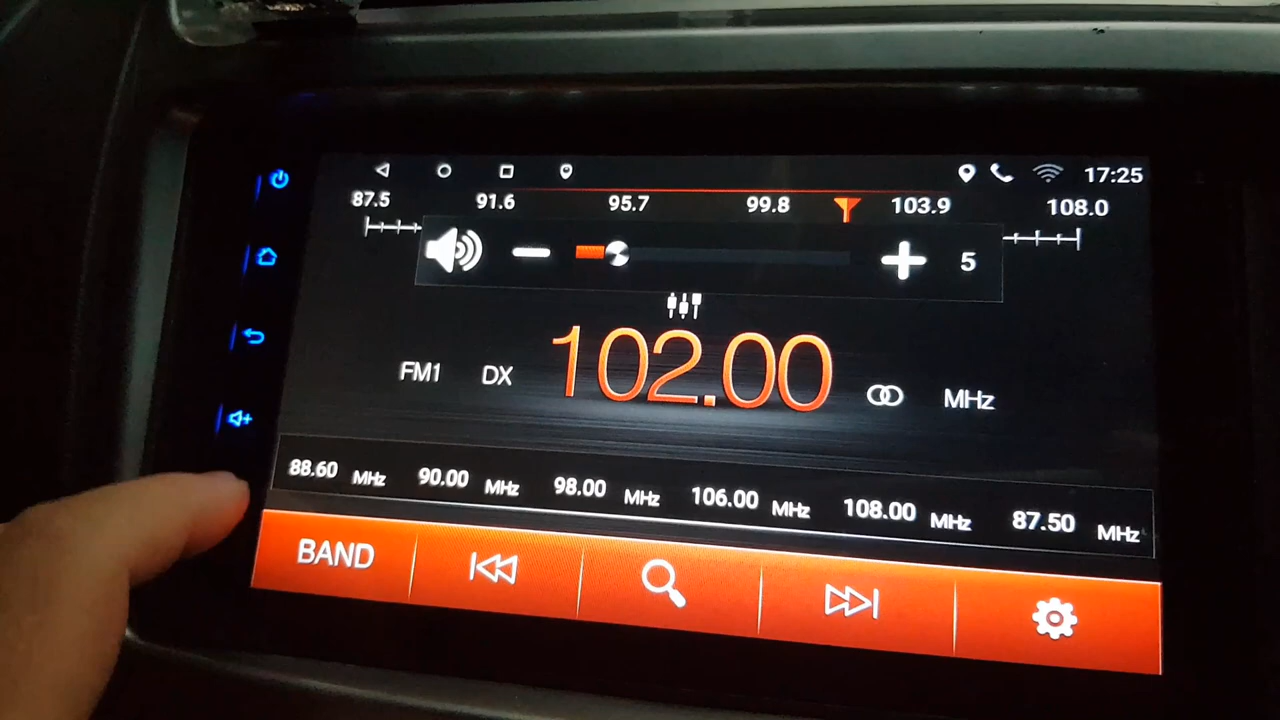 17:25
87.5 91.6 95.7 99.8 103.9 108.0
5
FM1 DX 102.00 MHz
88.60 MHz 90.00 MHz 98.00 MHz 106.00 MHz 108.00 MHz 87.50 MHz
BAND